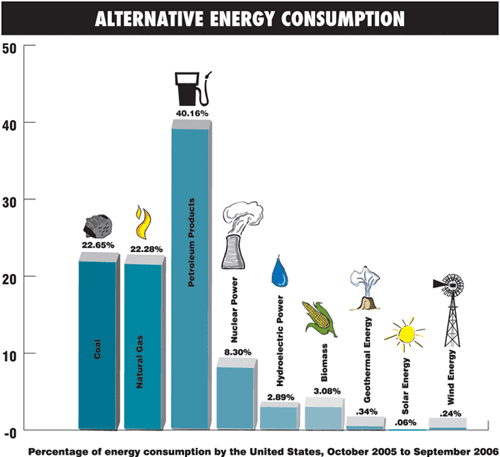 ALTERNATIVE ENERGY CONSUMPTION
50
40
30
20
10
-0
22.65%
Coal
22.28%
Natural Gas
40.16%
Petroleum Products
Nuclear Power
8.30%
Hydroelectric Power
2.89%
Biomass
3.08%
Geothermal Energy
.34%
Solar Energy
.06%
Wind Energy
.24%
Percentage of energy consumption by the United States, October 2005 to September 2006